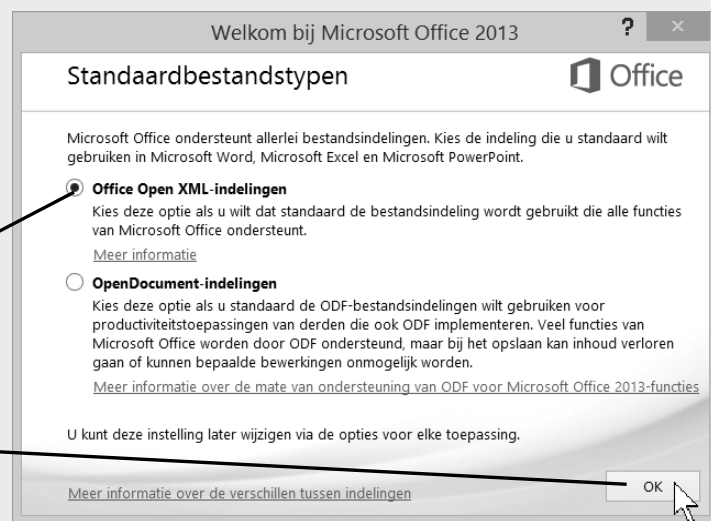 Welkom bij Microsoft Office 2013
?
×
Standaardbestandstypen
Office
Microsoft Office ondersteunt allerlei bestandsindelingen. Kies de indeling die u standaard wilt
gebruiken in Microsoft Word, Microsoft Excel en Microsoft PowerPoint.
Office Open XML-indelingen
Kies deze optie als u wilt dat standaard de bestandsindeling wordt gebruikt die alle functies
van Microsoft Office ondersteunt.
Meer informatie
OpenDocument-indelingen
Kies deze optie als u standaard de ODF-bestandsindelingen wilt gebruiken voor
productiviteitstoepassingen van derden die ook ODF implementeren. Veel functies van
Microsoft Office worden door ODF ondersteund, maar bij het opslaan kan inhoud verloren
gaan of kunnen bepaalde bewerkingen onmogelijk worden.
Meer informatie over de mate van ondersteuning van ODF voor Microsoft Office 2013-functies
U kunt deze instelling later wijzigen via de opties voor elke toepassing.
Meer informatie over de verschillen tussen indelingen
OK